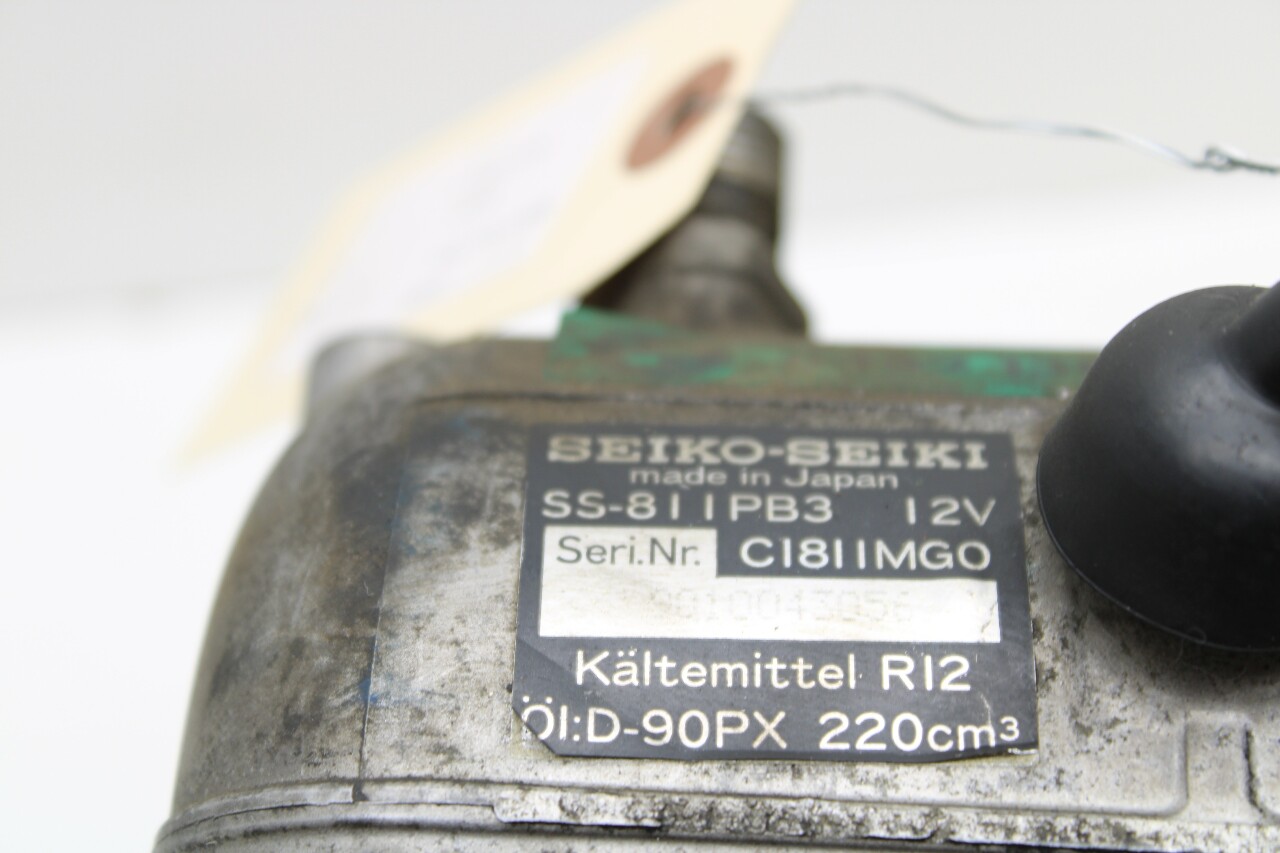 SEIKO-SEIKI
made in Japan
SS-811PB3 12V
Seri.Nr. C1811MG0
Kältemittel R12
Öl:D-90PX 220cm³